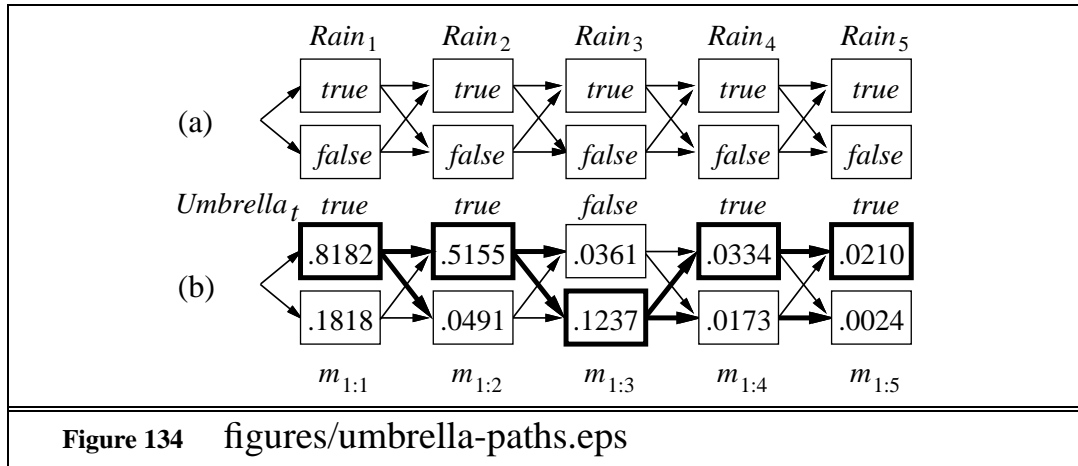 Rain1 Rain2 Rain3 Rain4 Rain5
true true true true true
(a)
false false false false false
Umbrella t true true false true true
.8182 .5155 .0361 .0334 .0210
(b)
.1818 .0491 .1237 .0173 .0024
m1:1 m1:2 m1:3 m1:4 m1:5
Figure 134 figures/umbrella-paths.eps